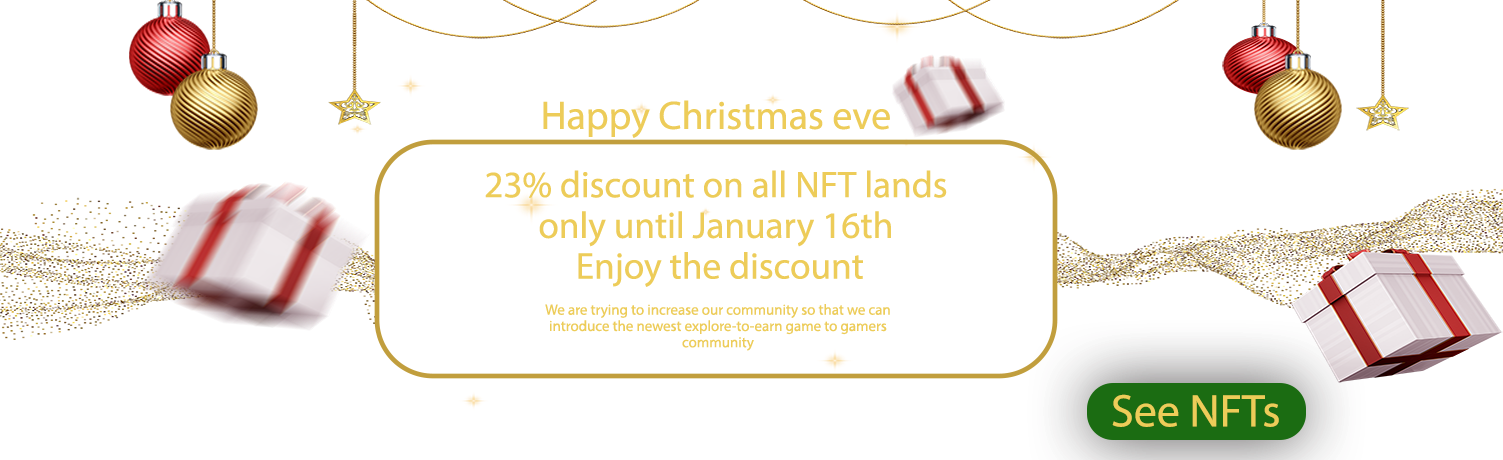 Happy Christmas eve
23% discount on all NFT lands
only until January 16th
Enjoy the discount
We are trying to increase our community so that we can
introduce the newest explore-to-earn game to gamers
community
See NFTs